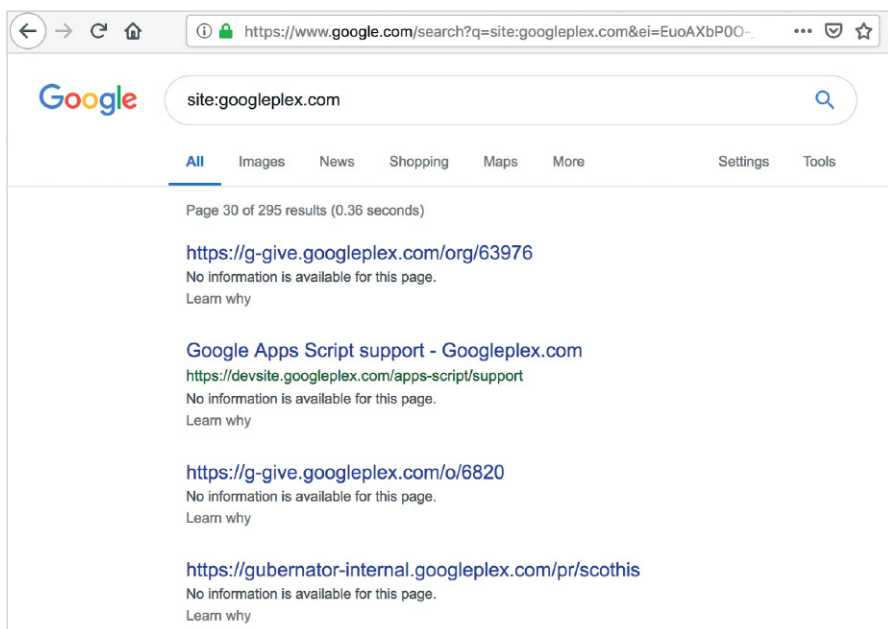 https://www.google.com/search?q=site:googleplex.com&ei=EuoAXbP0O-
Google
site:googleplex.com
All Images News Shopping Maps More Settings Tools
Page 30 of 295 results (0.36 seconds)
https://g-give.googleplex.com/org/63976
No information is available for this page.
Learn why
Google Apps Script support - Googleplex.com
https://devsite.googleplex.com/apps-script/support
No information is available for this page.
Learn why
https://g-give.googleplex.com/o/6820
No information is available for this page.
Learn why
https://gubernator-internal.googleplex.com/pr/scothis
No information is available for this page.
Learn why